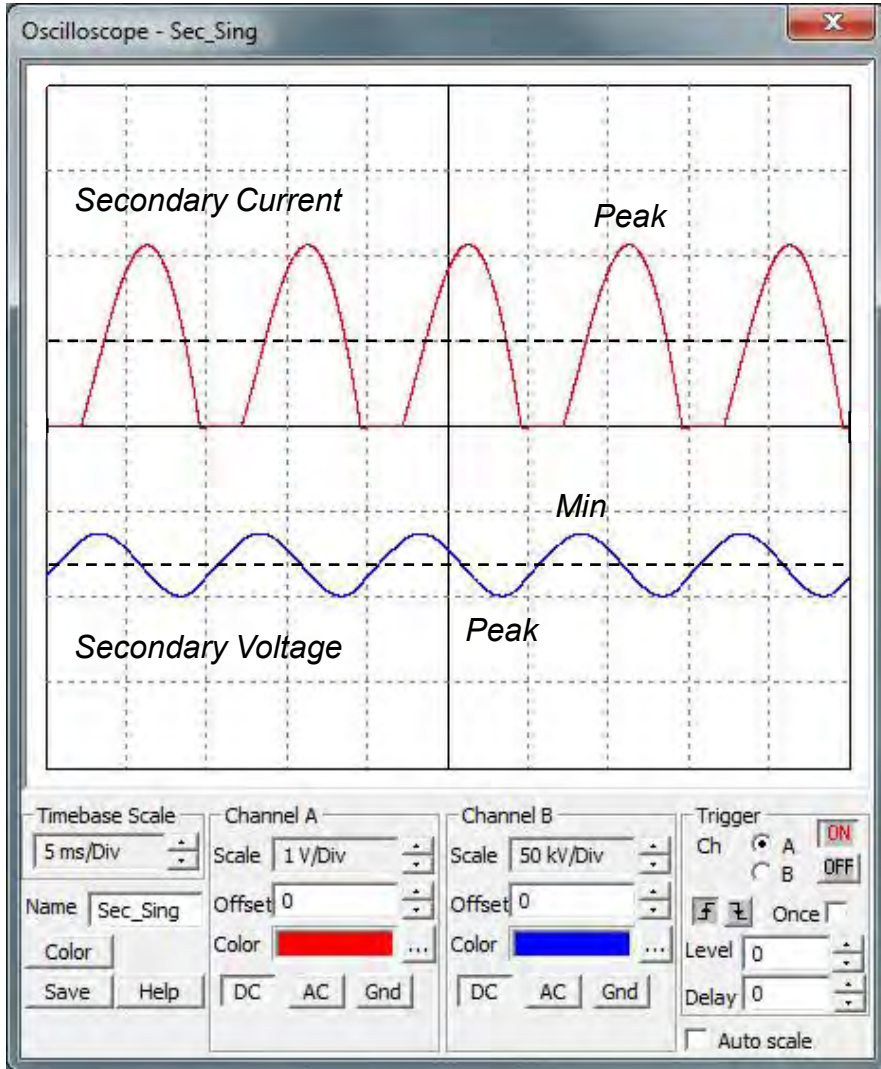 Oscilloscope - Sec_Sing
X
Secondary Current
Peak
Min
Peak
Secondary Voltage
Timebase Scale
5 ms/Div
Name Sec_Sing
Color
Save Help
Channel A
Scale 1 V/Div
Offset 0
Color ...
DC AC Gnd
Channel B
Scale 50 kV/Div
Offset 0
Color ...
DC AC Gnd
Trigger
Ch A ON
B OFF
Once
Level 0
Delay 0
Auto scale